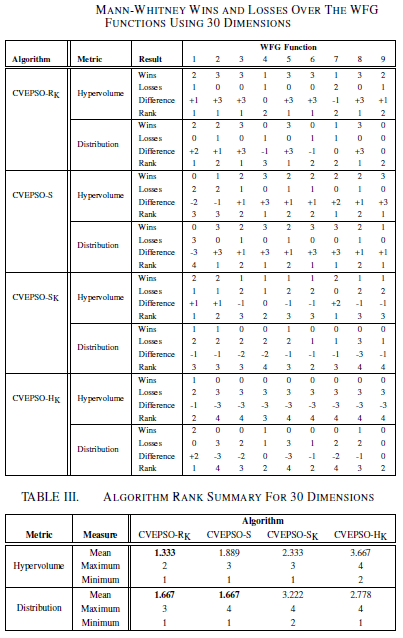 MANN-WHITNEY WINS AND LOSSES OVER THE WFG
FUNCTIONS USING 30 DIMENSIONS
WFG Function
Algorithm Metric Result 1 2 3 4 5 6 7 8 9
CVEPSO-RK Hypervolume Wins 2 3 3 1 3 3 1 3 2
Losses 1 0 0 1 0 0 2 0 1
Difference +1 +3 +3 0 +3 +3 -1 +3 +1
Rank 1 1 1 2 1 1 2 1 2
Distribution Wins 2 2 3 0 3 0 1 3 0
Losses 0 1 0 1 0 1 1 0 0
Difference +2 +1 +3 -1 +3 -1 0 +3 0
Rank 1 2 1 3 1 2 2 1 2
CVEPSO-S Hypervolume Wins 0 1 2 3 2 2 2 2 3
Losses 2 2 1 0 1 1 0 1 0
Difference -2 -1 +1 +3 +1 +1 +2 +1 +3
Rank 3 3 2 1 2 2 1 2 1
Distribution Wins 0 3 2 3 2 3 3 2 1
Losses 3 0 1 0 1 0 0 1 0
Difference -3 +3 +1 +3 +1 +3 +3 +1 +1
Rank 4 1 2 1 2 1 1 2 1
CVEPSO-SK Hypervolume Wins 2 2 1 1 1 1 2 1 1
Losses 1 1 2 1 2 2 0 2 2
Difference +1 +1 -1 0 -1 -1 +2 -1 -1
Rank 1 2 3 2 3 3 1 3 3
Distribution Wins 1 1 0 0 1 0 0 0 0
Losses 2 2 2 2 2 1 1 3 1
Difference -1 -1 -2 -2 -1 -1 -1 -3 -1
Rank 3 3 3 4 3 2 3 4 4
CVEPSO-HK Hypervolume Wins 1 0 0 0 0 0 0 0 0
Losses 2 3 3 3 3 3 3 3 3
Difference -1 -3 -3 -3 -3 -3 -3 -3 -3
Rank 2 4 4 3 4 4 4 4 4
Distribution Wins 2 0 0 1 0 0 0 1 0
Losses 0 3 2 1 3 1 2 2 0
Difference +2 -3 -2 0 -3 -1 -2 -1 0
Rank 1 4 3 2 4 2 4 3 2
TABLE III. ALGORITHM RANK SUMMARY FOR 30 DIMENSIONS
Algorithm
Metric Measure CVEPSO-RK CVEPSO-S CVEPSO-SK CVEPSO-HK
Hypervolume Mean 1.333 1.889 2.333 3.667
Maximum 2 3 3 4
Minimum 1 1 1 2
Distribution Mean 1.667 1.667 3.222 2.778
Maximum 3 4 4 4
Minimum 1 1 2 1